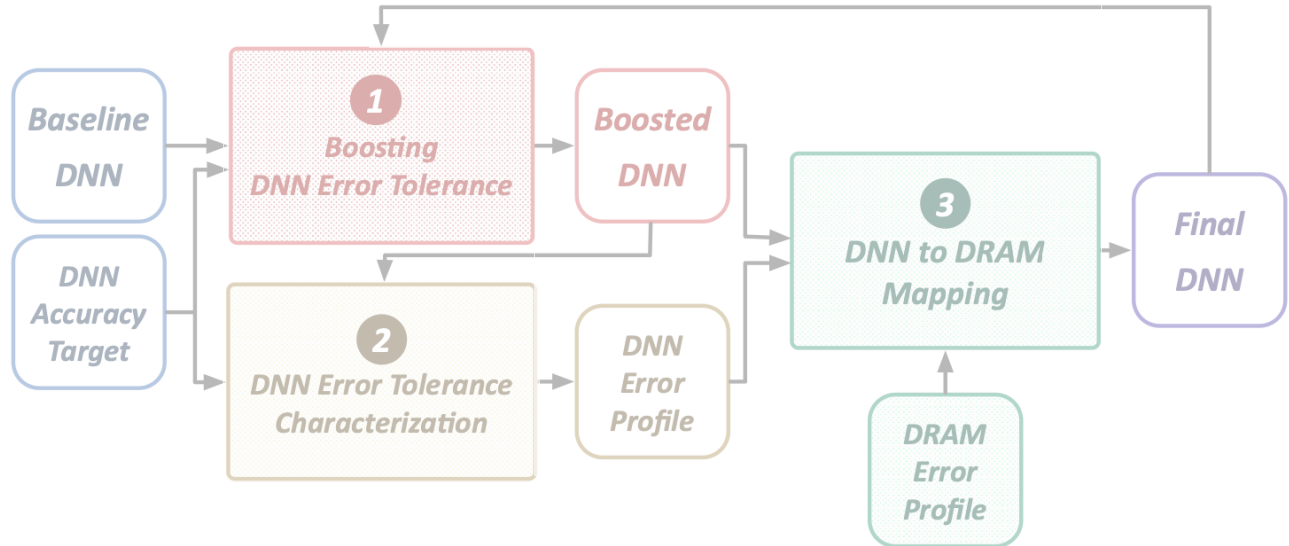 Baseline
DNN
DNN
Accuracy
Target
1
Boosting
DNN Error Tolerance
2
DNN Error Tolerance
Characterization
Boosted
DNN
DNN
Error
Profile
3
DNN to DRAM
Mapping
DRAM
Error
Profile
Final
DNN